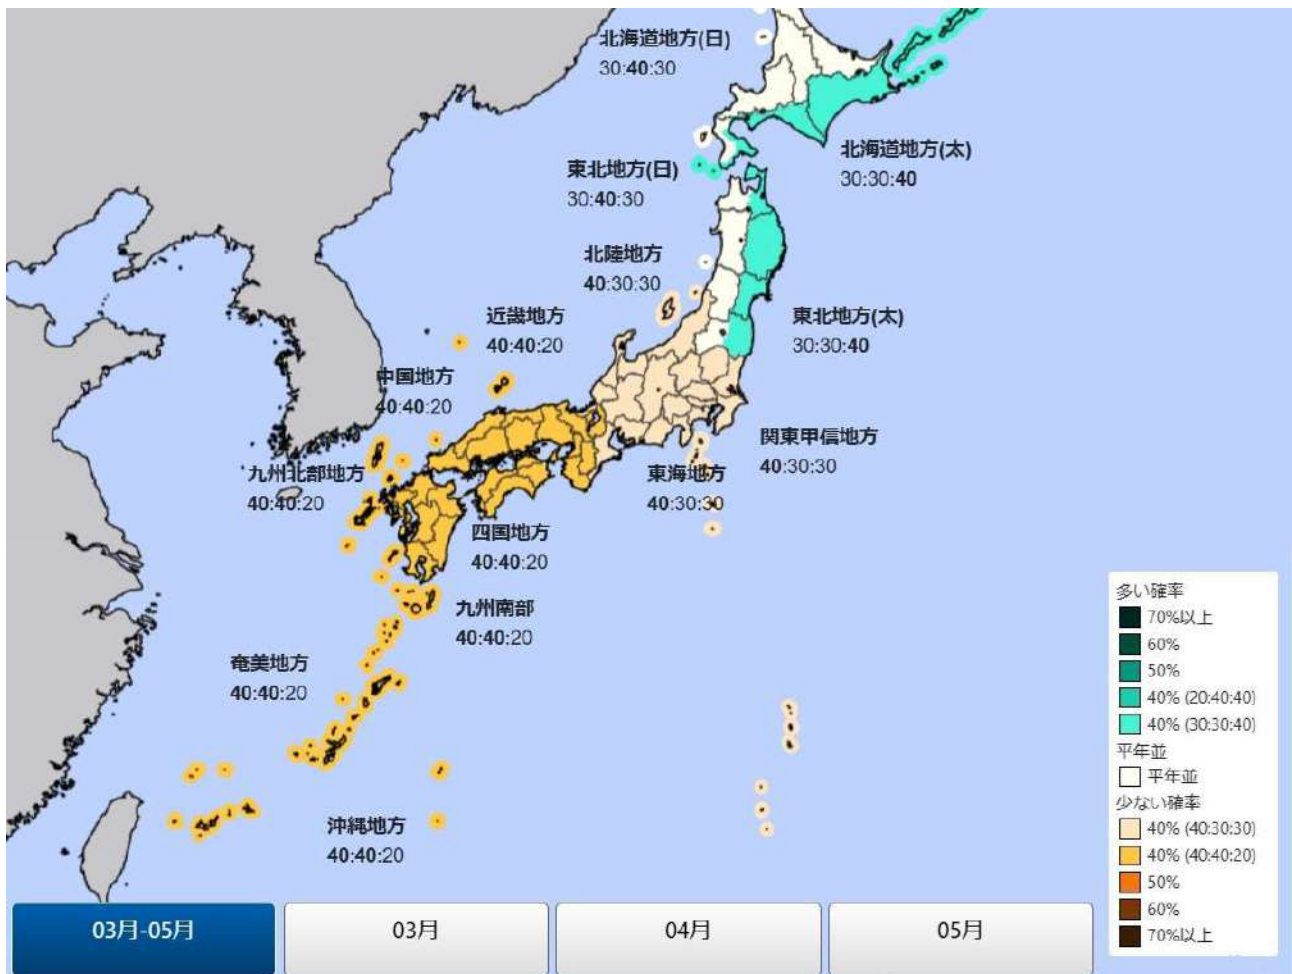 北海道地方(日)
30:40:30
北海道地方(太)
30:30:40
東北地方(日)
30:40:30
北陸地方
40:30:30
近畿地方
40:40:20
東北地方(太)
30:30:40
中国地方
40:40:20
関東甲信地方
40:30:30
九州北部地方
40:40:20
東海地方
40:30:30
四国地方
40:40:20
九州南部
40:40:20
奄美地方
40:40:20
沖縄地方
40:40:20
多い確率
70%以上
60%
50%
40% (20:40:40)
40% (30:30:40)
平年並
平年並
少ない確率
40% (40:30:30)
40% (40:40:20)
50%
60%
70%以上
03月-05月
03月
04月
05月